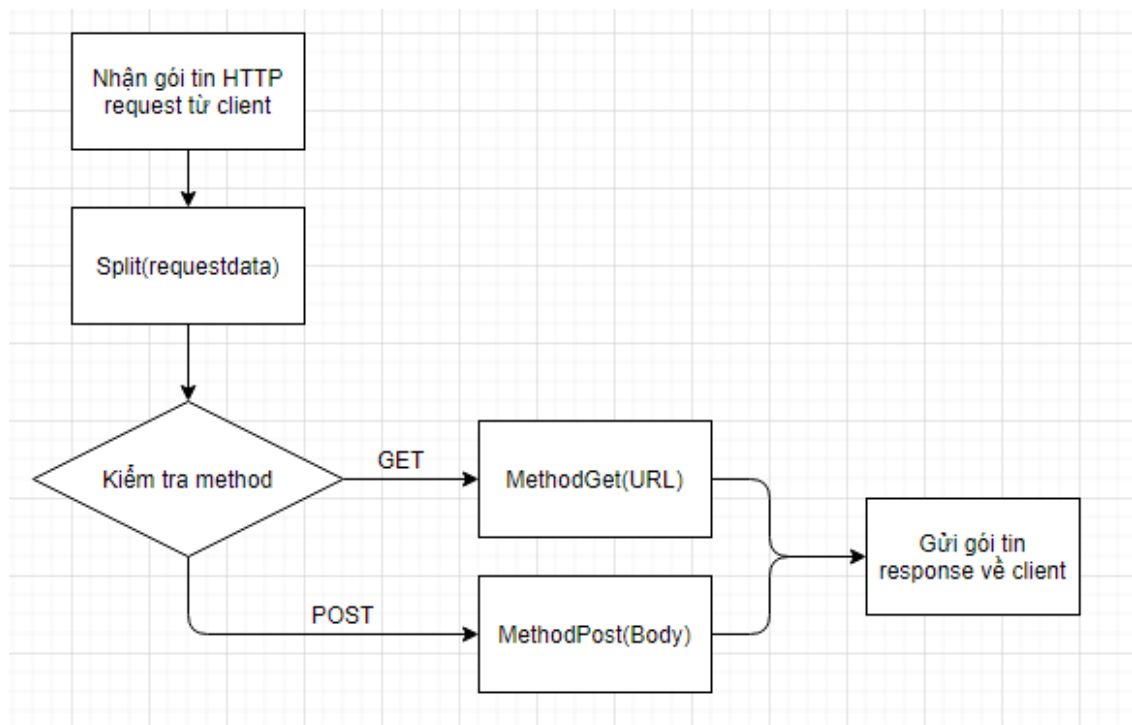 Nhận gói tin HTTP
request từ client
Split(requestdata)
Kiểm tra method
GET
MethodGet(URL)
POST
MethodPost(Body)
Gửi gói tin
response về client